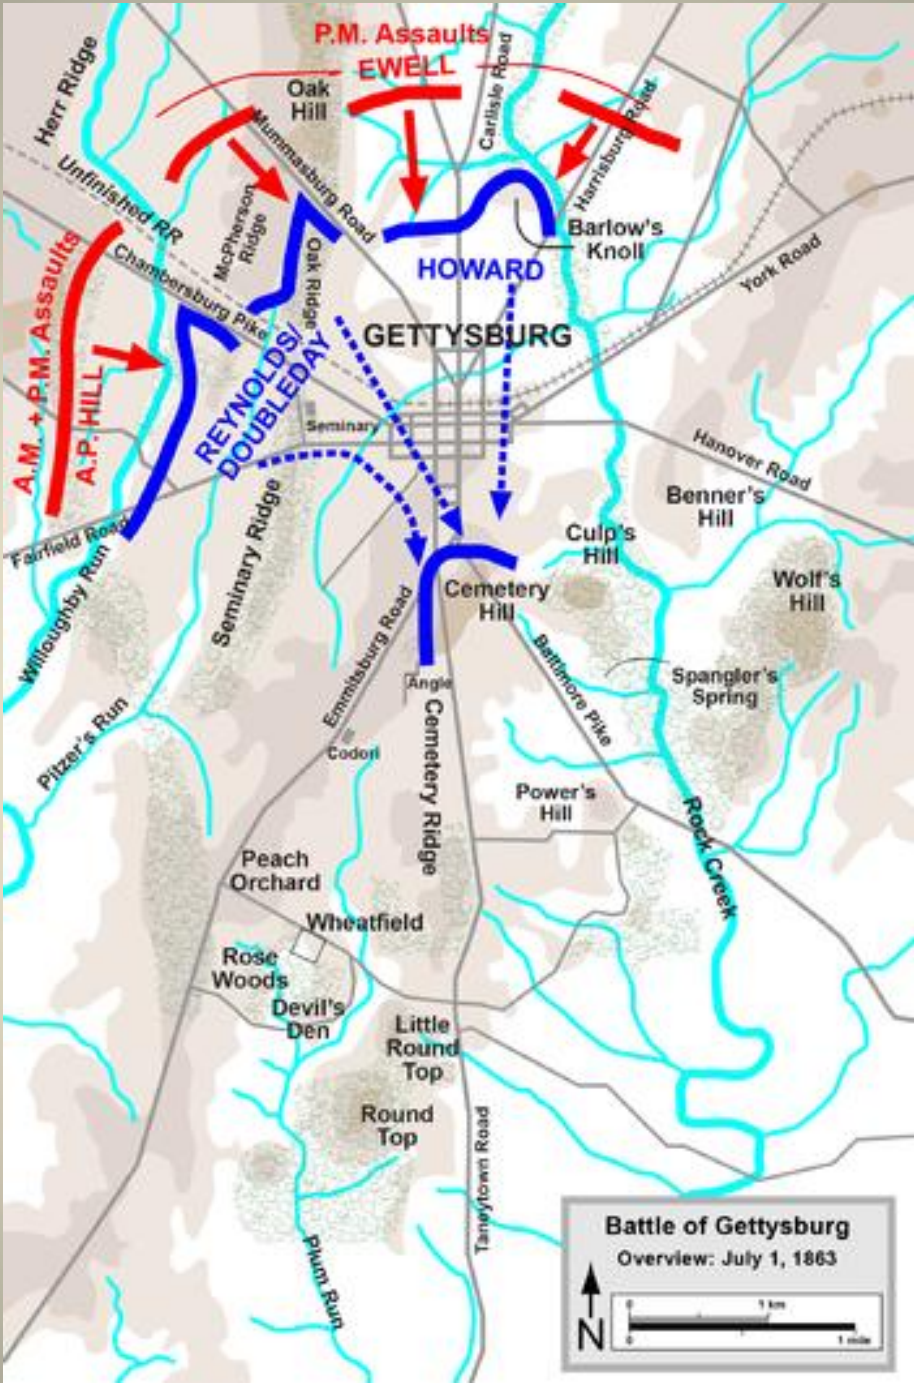 P.M. Assaults
EWELL
Herr Ridge
Oak
Hill
Carlisle Road
Mummasburg Road
Harrisburg Road
Unfinished RR
McPherson
Ridge
Barlow's
Knoll
Chambersburg Pike
Oak Ridge
HOWARD
York Road
A.M. + P.M. Assaults
A.P. HILL
GETTYSBURG
REYNOLDS/
DOUBLEDAY
Seminary
Hanover Road
Benner's
Hill
Fairfield Road
Seminary Ridge
Culp's
Hill
Willoughby Run
Cemetery
Hill
Wolf's
Hill
Emmitsburg Road
Baltimore Pike
Spangler's
Spring
Angle
Pitzer's Run
Codori
Cemetery Ridge
Power's
Hill
Rock Creek
Peach
Orchard
Wheatfield
Rose
Woods
Devil's
Den
Little
Round
Top
Round
Top
Taneytown Road
Plum Run
Battle of Gettysburg
Overview: July 1, 1863
N
0 1 km
0 1 mile